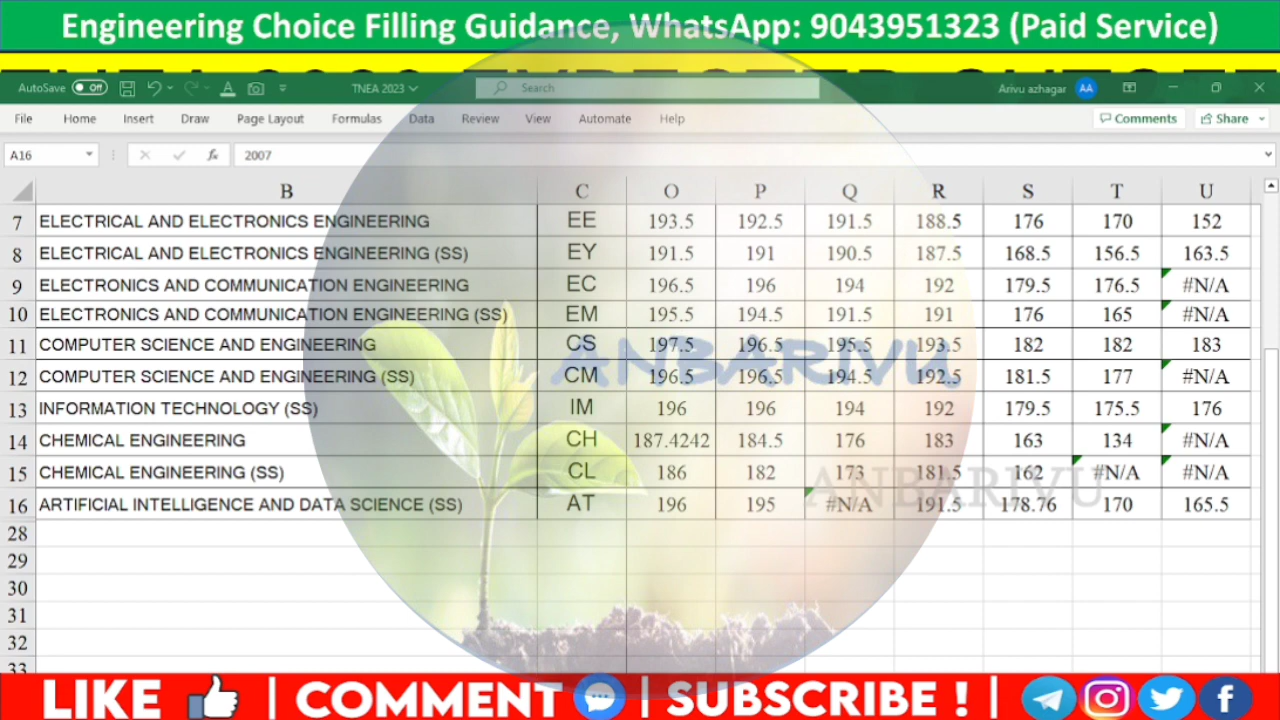 Engineering Choice Filling Guidance, WhatsApp: 9043951323 (Paid Service)
AutoSave Off TNEA 2023 Search Arivu azhagar AA
File Home Insert Draw Page Layout Formulas Data Review View Automate Help Comments Share
A16 fx 2007
B C O P Q R S T U
7 ELECTRICAL AND ELECTRONICS ENGINEERING EE 193.5 192.5 191.5 188.5 176 170 152
8 ELECTRICAL AND ELECTRONICS ENGINEERING (SS) EY 191.5 191 190.5 187.5 168.5 156.5 163.5
9 ELECTRONICS AND COMMUNICATION ENGINEERING EC 196.5 196 194 192 179.5 176.5 #N/A
10 ELECTRONICS AND COMMUNICATION ENGINEERING (SS) EM 195.5 194.5 191.5 191 176 165 #N/A
11 COMPUTER SCIENCE AND ENGINEERING CS 197.5 196.5 195.5 193.5 182 182 183
12 COMPUTER SCIENCE AND ENGINEERING (SS) CM 196.5 196.5 194.5 192.5 181.5 177 #N/A
ANBARIVU
13 INFORMATION TECHNOLOGY (SS) IM 196 196 194 192 179.5 175.5 176
14 CHEMICAL ENGINEERING CH 187.4242 184.5 176 183 163 134 #N/A
15 CHEMICAL ENGINEERING (SS) CL 186 182 173 181.5 162 #N/A #N/A
ANBARIVU
16 ARTIFICIAL INTELLIGENCE AND DATA SCIENCE (SS) AT 196 195 #N/A 191.5 178.76 170 165.5
28
29
30
31
32
33
LIKE | COMMENT | SUBSCRIBE ! |